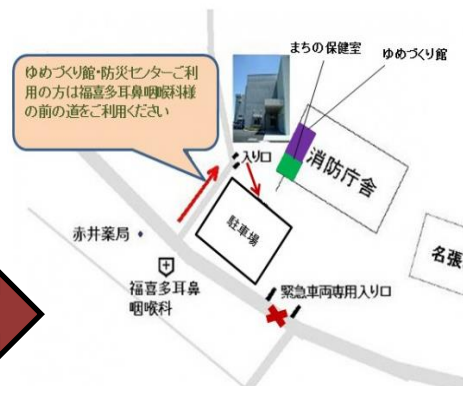 まちの保健室
ゆめづくり館
ゆめづくり館・防災センターご利
用の方は福喜多耳鼻咽喉科様
の前の道をご利用ください
入り口
消防庁舎
駐車場
赤井薬局
名張
福喜多耳鼻
咽喉科
緊急車両専用入り口